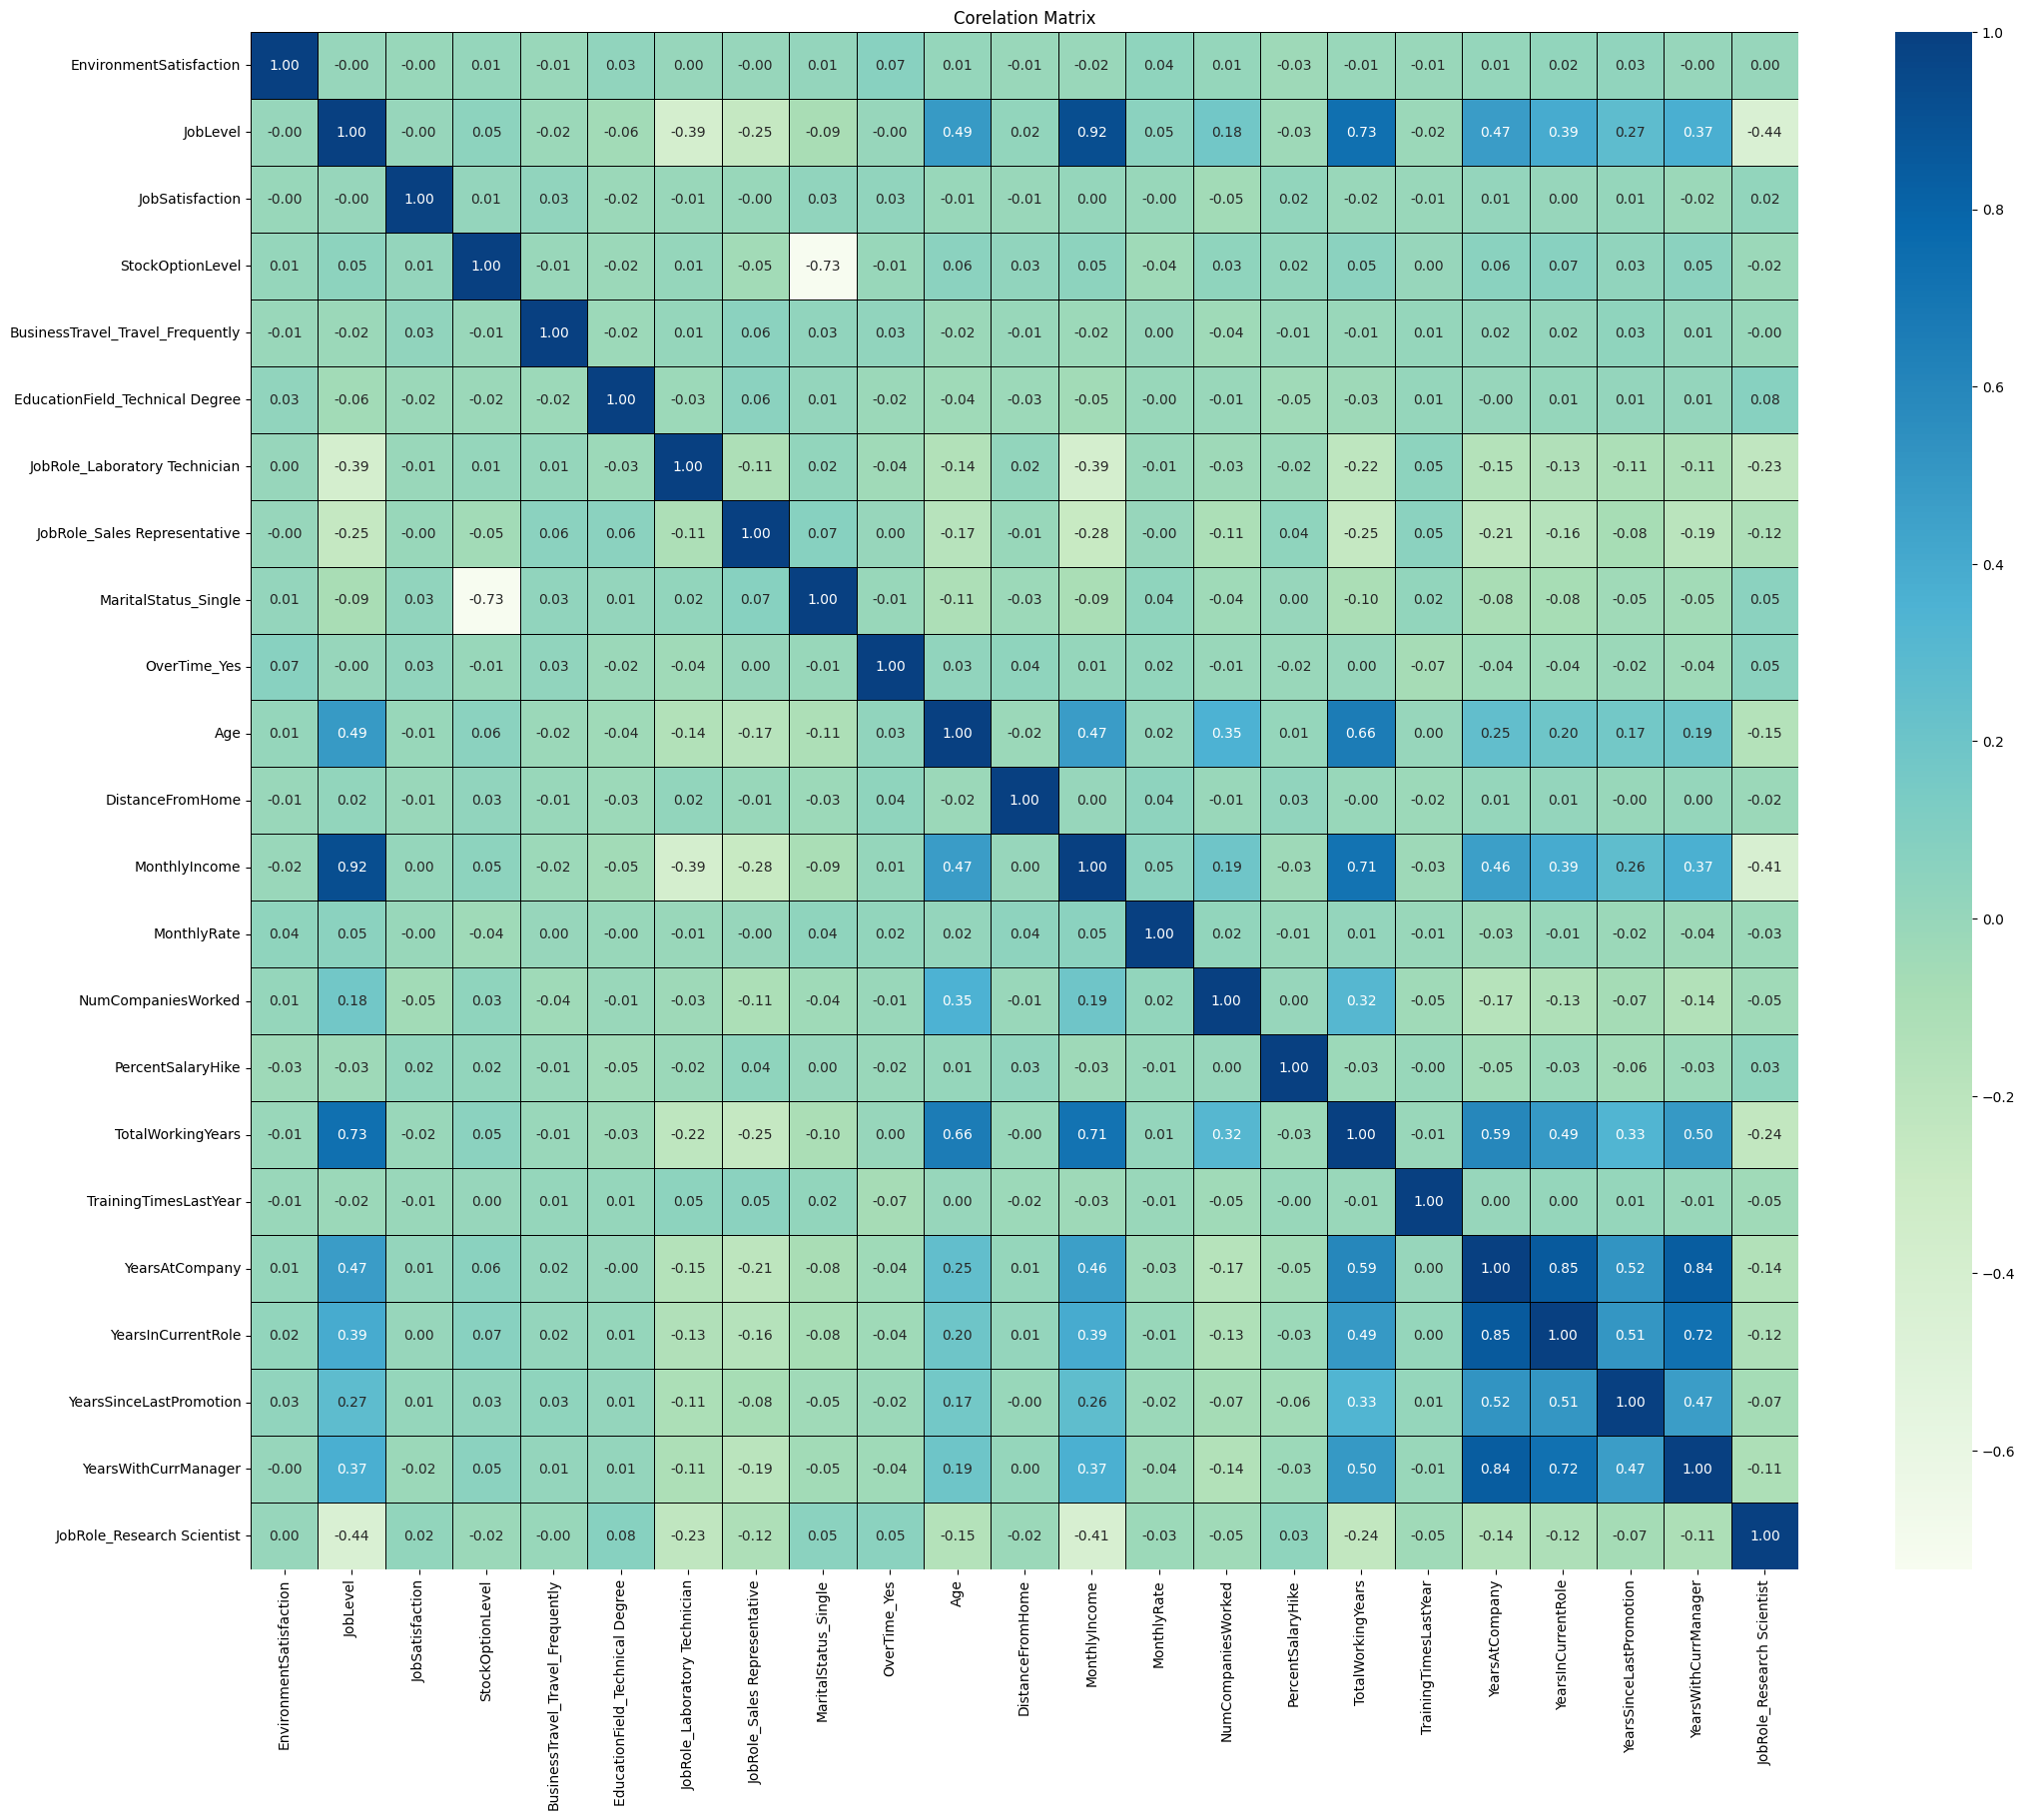 Corelation Matrix
EnvironmentSatisfaction 1.00 -0.00 -0.00 0.01 -0.01 0.03 0.00 -0.00 0.01 0.07 0.01 -0.01 -0.02 0.04 0.01 -0.03 -0.01 -0.01 0.01 0.02 0.03 -0.00 0.00
JobLevel -0.00 1.00 -0.00 0.05 -0.02 -0.06 -0.39 -0.25 -0.09 -0.00 0.49 0.02 0.92 0.05 0.18 -0.03 0.73 -0.02 0.47 0.39 0.27 0.37 -0.44
JobSatisfaction -0.00 -0.00 1.00 0.01 0.03 -0.02 -0.01 -0.00 0.03 0.03 -0.01 -0.01 0.00 -0.00 -0.05 0.02 -0.02 -0.01 0.01 0.00 0.01 -0.02 0.02
StockOptionLevel 0.01 0.05 0.01 1.00 -0.01 -0.02 0.01 -0.05 -0.73 -0.01 0.06 0.03 0.05 -0.04 0.03 0.02 0.05 0.00 0.06 0.07 0.03 0.05 -0.02
BusinessTravel_Travel_Frequently -0.01 -0.02 0.03 -0.01 1.00 -0.02 0.01 0.06 0.03 0.03 -0.02 -0.01 -0.02 0.00 -0.04 -0.01 -0.01 0.01 0.02 0.02 0.03 0.01 -0.00
EducationField_Technical Degree 0.03 -0.06 -0.02 -0.02 -0.02 1.00 -0.03 0.06 0.01 -0.02 -0.04 -0.03 -0.05 -0.00 -0.01 -0.05 -0.03 0.01 -0.00 0.01 0.01 0.01 0.08
JobRole_Laboratory Technician 0.00 -0.39 -0.01 0.01 0.01 -0.03 1.00 -0.11 0.02 -0.04 -0.14 0.02 -0.39 -0.01 -0.03 -0.02 -0.22 0.05 -0.15 -0.13 -0.11 -0.11 -0.23
JobRole_Sales Representative -0.00 -0.25 -0.00 -0.05 0.06 0.06 -0.11 1.00 0.07 0.00 -0.17 -0.01 -0.28 -0.00 -0.11 0.04 -0.25 0.05 -0.21 -0.16 -0.08 -0.19 -0.12
MaritalStatus_Single 0.01 -0.09 0.03 -0.73 0.03 0.01 0.02 0.07 1.00 -0.01 -0.11 -0.03 -0.09 0.04 -0.04 0.00 -0.10 0.02 -0.08 -0.08 -0.05 -0.05 0.05
OverTime_Yes 0.07 -0.00 0.03 -0.01 0.03 -0.02 -0.04 0.00 -0.01 1.00 0.03 0.04 0.01 0.02 -0.01 -0.02 0.00 -0.07 -0.04 -0.04 -0.02 -0.04 0.05
Age 0.01 0.49 -0.01 0.06 -0.02 -0.04 -0.14 -0.17 -0.11 0.03 1.00 -0.02 0.47 0.02 0.35 0.01 0.66 0.00 0.25 0.20 0.17 0.19 -0.15
DistanceFromHome -0.01 0.02 -0.01 0.03 -0.01 -0.03 0.02 -0.01 -0.03 0.04 -0.02 1.00 0.00 0.04 -0.01 0.03 -0.00 -0.02 0.01 0.01 -0.00 0.00 -0.02
MonthlyIncome -0.02 0.92 0.00 0.05 -0.02 -0.05 -0.39 -0.28 -0.09 0.01 0.47 0.00 1.00 0.05 0.19 -0.03 0.71 -0.03 0.46 0.39 0.26 0.37 -0.41
MonthlyRate 0.04 0.05 -0.00 -0.04 0.00 -0.00 -0.01 -0.00 0.04 0.02 0.02 0.04 0.05 1.00 0.02 -0.01 0.01 -0.01 -0.03 -0.01 -0.02 -0.04 -0.03
NumCompaniesWorked 0.01 0.18 -0.05 0.03 -0.04 -0.01 -0.03 -0.11 -0.04 -0.01 0.35 -0.01 0.19 0.02 1.00 0.00 0.32 -0.05 -0.17 -0.13 -0.07 -0.14 -0.05
PercentSalaryHike -0.03 -0.03 0.02 0.02 -0.01 -0.05 -0.02 0.04 0.00 -0.02 0.01 0.03 -0.03 -0.01 0.00 1.00 -0.03 -0.00 -0.05 -0.03 -0.06 -0.03 0.03
TotalWorkingYears -0.01 0.73 -0.02 0.05 -0.01 -0.03 -0.22 -0.25 -0.10 0.00 0.66 -0.00 0.71 0.01 0.32 -0.03 1.00 -0.01 0.59 0.49 0.33 0.50 -0.24
TrainingTimesLastYear -0.01 -0.02 -0.01 0.00 0.01 0.01 0.05 0.05 0.02 -0.07 0.00 -0.02 -0.03 -0.01 -0.05 -0.00 -0.01 1.00 0.00 0.00 0.01 -0.01 -0.05
YearsAtCompany 0.01 0.47 0.01 0.06 0.02 -0.00 -0.15 -0.21 -0.08 -0.04 0.25 0.01 0.46 -0.03 -0.17 -0.05 0.59 0.00 1.00 0.85 0.52 0.84 -0.14
YearsInCurrentRole 0.02 0.39 0.00 0.07 0.02 0.01 -0.13 -0.16 -0.08 -0.04 0.20 0.01 0.39 -0.01 -0.13 -0.03 0.49 0.00 0.85 1.00 0.51 0.72 -0.12
YearsSinceLastPromotion 0.03 0.27 0.01 0.03 0.03 0.01 -0.11 -0.08 -0.05 -0.02 0.17 -0.00 0.26 -0.02 -0.07 -0.06 0.33 0.01 0.52 0.51 1.00 0.47 -0.07
YearsWithCurrManager -0.00 0.37 -0.02 0.05 0.01 0.01 -0.11 -0.19 -0.05 -0.04 0.19 0.00 0.37 -0.04 -0.14 -0.03 0.50 -0.01 0.84 0.72 0.47 1.00 -0.11
JobRole_Research Scientist 0.00 -0.44 0.02 -0.02 -0.00 0.08 -0.23 -0.12 0.05 0.05 -0.15 -0.02 -0.41 -0.03 -0.05 0.03 -0.24 -0.05 -0.14 -0.12 -0.07 -0.11 1.00
EnvironmentSatisfaction
JobLevel
JobSatisfaction
StockOptionLevel
BusinessTravel_Travel_Frequently
EducationField_Technical Degree
JobRole_Laboratory Technician
JobRole_Sales Representative
MaritalStatus_Single
OverTime_Yes
Age
DistanceFromHome
MonthlyIncome
MonthlyRate
NumCompaniesWorked
PercentSalaryHike
TotalWorkingYears
TrainingTimesLastYear
YearsAtCompany
YearsInCurrentRole
YearsSinceLastPromotion
YearsWithCurrManager
JobRole_Research Scientist
1.0
0.8
0.6
0.4
0.2
0.0
−0.2
−0.4
−0.6